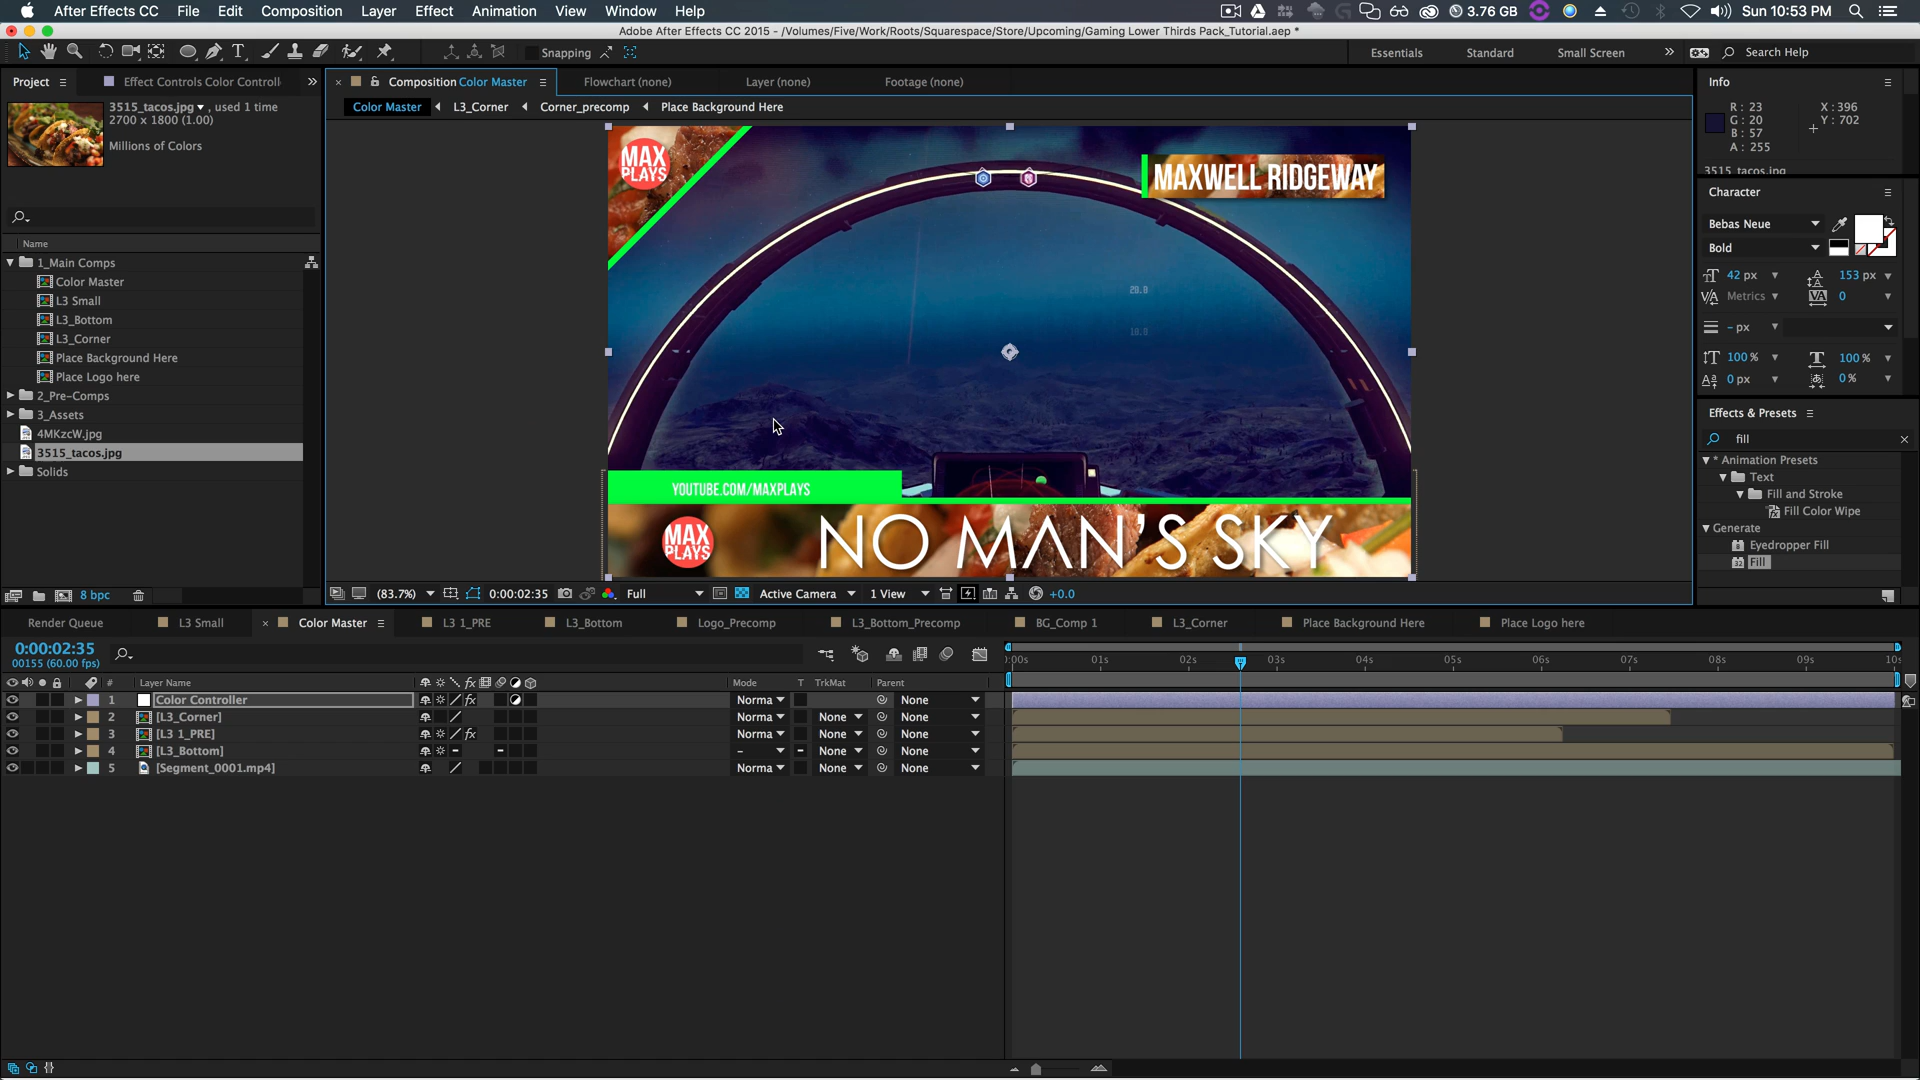 After Effects CC File Edit Composition Layer Effect Animation View Window Help 3.76 GB Sun 10:53 PM
Adobe After Effects CC 2015 - /Volumes/Five/Work/Roots/Squarespace/Store/Upcoming/Gaming Lower Thirds Pack_Tutorial.aep *
Snapping Essentials Standard Small Screen Search Help
Project Effect Controls Color Controll Composition Color Master Flowchart (none) Layer (none) Footage (none) Info
3515_tacos.jpg , used 1 time
2700 x 1800 (1.00)
Millions of Colors
Color Master L3_Corner Corner_precomp Place Background Here
R : 23 X : 396
G : 20 Y : 702
B : 57
A : 255
3515_tacos.jpg
MAX PLAYS
MAXWELL RIDGEWAY
20.0
10.0
YOUTUBE.COM/MAXPLAYS
MAX PLAYS
NO MAN'S SKY
Character
Bebas Neue
Bold
42 px 153 px
Metrics 0
- px
100 % 100 %
0 px 0 %
Effects & Presets
fill
* Animation Presets
Text
Fill and Stroke
Fill Color Wipe
Generate
Eyedropper Fill
Fill
Name
1_Main Comps
Color Master
L3 Small
L3_Bottom
L3_Corner
Place Background Here
Place Logo here
2_Pre-Comps
3_Assets
4MKzcW.jpg
3515_tacos.jpg
Solids
8 bpc
(83.7%) 0:00:02:35 Full Active Camera 1 View +0.0
Render Queue L3 Small Color Master L3 1_PRE L3_Bottom Logo_Precomp L3_Bottom_Precomp BG_Comp 1 L3_Corner Place Background Here Place Logo here
0:00:02:35
00155 (60.00 fps)
:00s 01s 02s 03s 04s 05s 06s 07s 08s 09s 10s
# Layer Name Mode T TrkMat Parent
1 Color Controller Norma None
2 [L3_Corner] Norma None None
3 [L3 1_PRE] Norma None None
4 [L3_Bottom] - None None
5 [Segment_0001.mp4] Norma None None